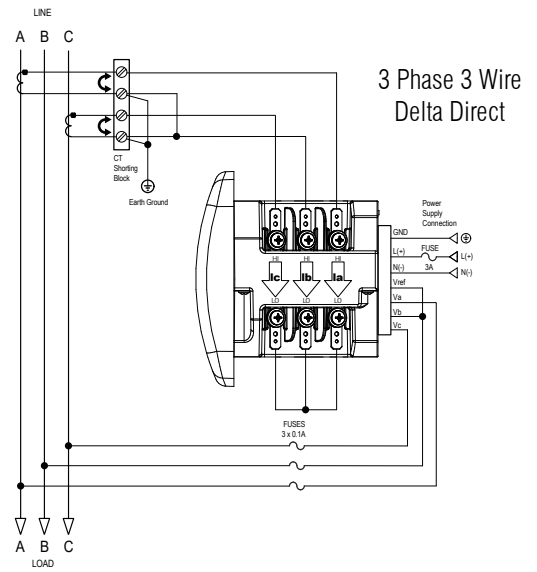 LINE
A B C
3 Phase 3 Wire
Delta Direct
CT
Shorting
Block
Earth Ground
Power
Supply
Connection
GND
L(+)
FUSE
L(+)
N(-)
3A
N(-)
Vref
Va
Vb
Vc
HI
HI
HI
Ic
Ib
Ia
LO
LO
LO
FUSES
3 x 0.1A
A B C
LOAD